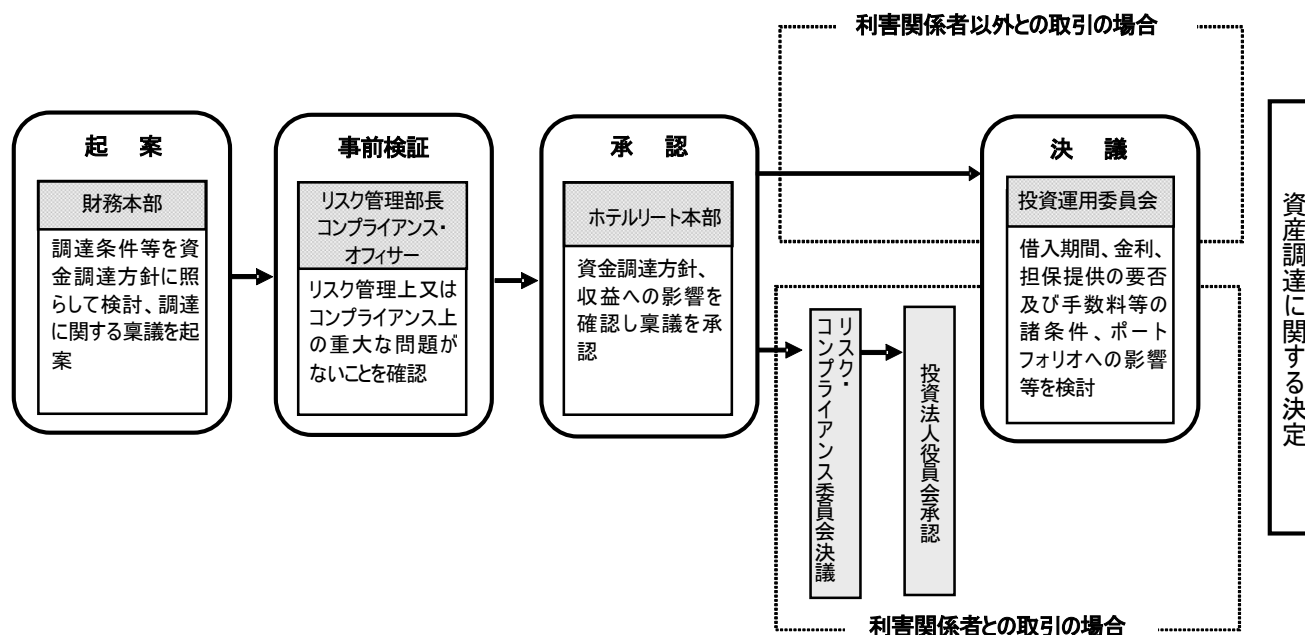 利害関係者以外との取引の場合
起　案
財務本部
調達条件等を資
金調達方針に照
らして検討、調達
に関する稟議を起
案
事前検証
リスク管理部長
コンプライアンス・
オフィサー
リスク管理上又は
コンプライアンス上
の重大な問題が
ないことを確認
承　認
ホテルリート本部
資金調達方針、
収益への影響を
確認し稟議を承
認
リスク・
コンプライアンス委員会決議
投資法人役員会承認
決　議
投資運用委員会
借入期間、金利、
担保提供の要否
及び手数料等の
諸条件、ポート
フォリオへの影響
等を検討
資産調達に関する決定
利害関係者との取引の場合